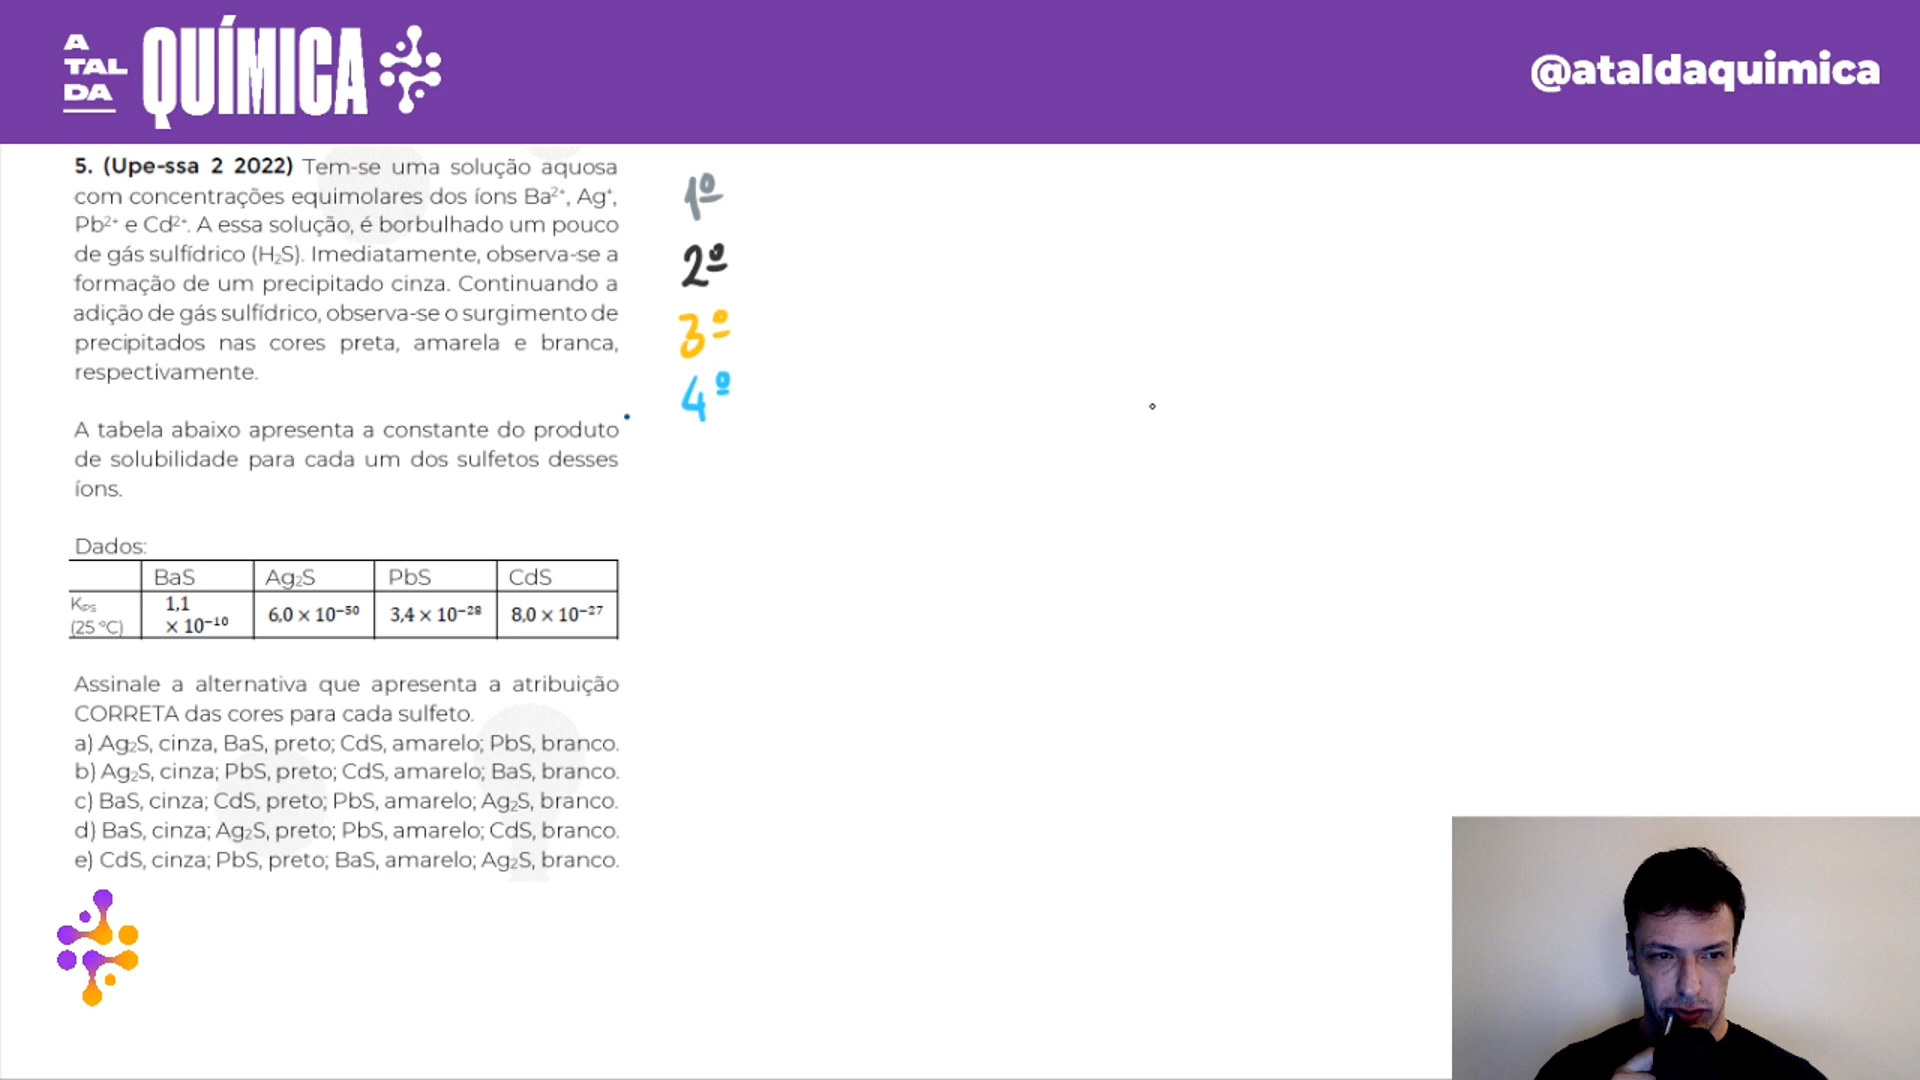 A
TAL
DA
QUÍMICA
@ataldaquimica
5. (Upe-ssa 2 2022) Tem-se uma solução aquosa
com concentrações equimolares dos íons Ba²⁺, Ag⁺,
Pb²⁺ e Cd²⁺. A essa solução, é borbulhado um pouco
de gás sulfídrico (H₂S). Imediatamente, observa-se a
formação de um precipitado cinza. Continuando a
adição de gás sulfídrico, observa-se o surgimento de
precipitados nas cores preta, amarela e branca,
respectivamente.
1º
2º
3º
4º
A tabela abaixo apresenta a constante do produto
de solubilidade para cada um dos sulfetos desses
íons.
Dados:
BaS Ag₂S PbS CdS
Kₚₛ (25 ºC) 1,1 × 10⁻¹⁰ 6,0 × 10⁻⁵⁰ 3,4 × 10⁻²⁸ 8,0 × 10⁻²⁷
Assinale a alternativa que apresenta a atribuição
CORRETA das cores para cada sulfeto.
a) Ag₂S, cinza, BaS, preto; CdS, amarelo; PbS, branco.
b) Ag₂S, cinza; PbS, preto; CdS, amarelo; BaS, branco.
c) BaS, cinza; CdS, preto; PbS, amarelo; Ag₂S, branco.
d) BaS, cinza; Ag₂S, preto; PbS, amarelo; CdS, branco.
e) CdS, cinza; PbS, preto; BaS, amarelo; Ag₂S, branco.